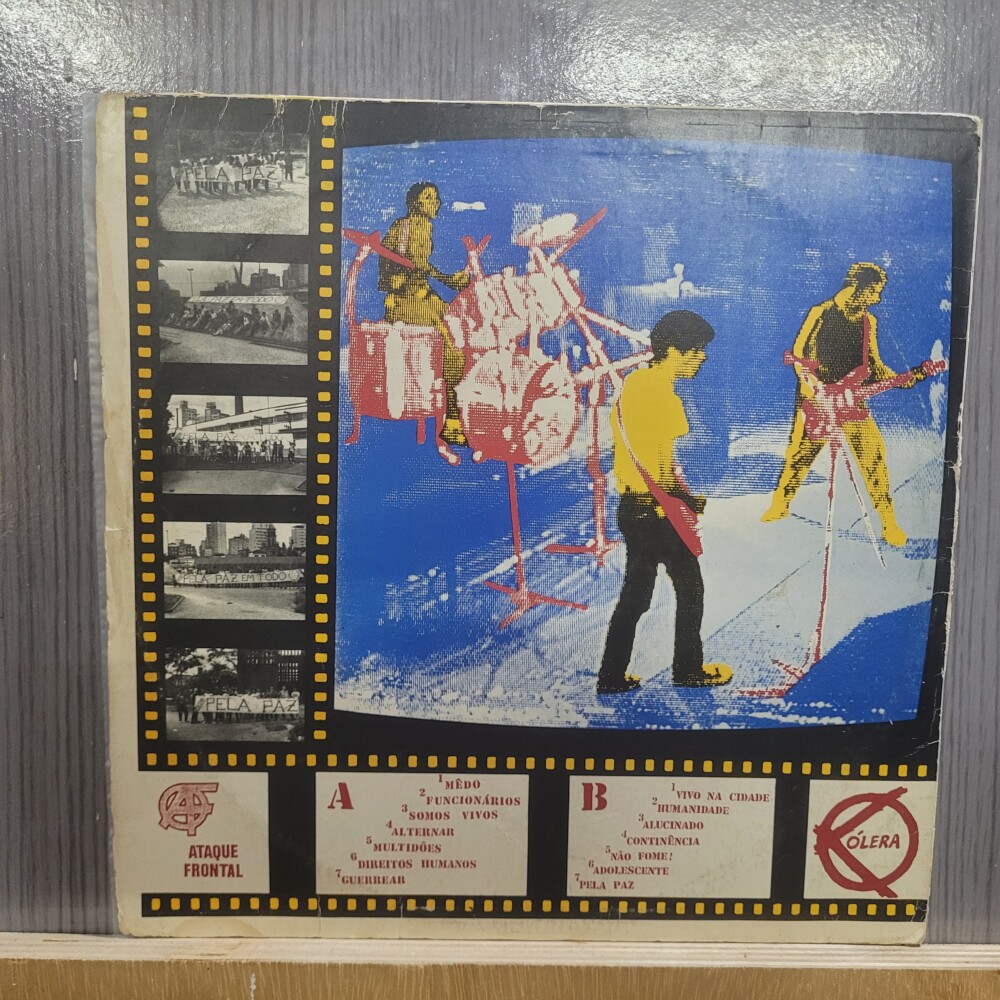 PELA PAZ
PELA PAZ
PELA PAZ EM TODO
PELA PAZ
ATAQUE
FRONTAL
A
1 MÊDO
2 FUNCIONÁRIOS
3 SOMOS VIVOS
4 ALTERNAR
5 MULTIDÕES
6 DIREITOS HUMANOS
7 GUERREAR
B
1 VIVO NA CIDADE
2 HUMANIDADE
3 ALUCINADO
4 CONTINÊNCIA
5 NÃO FOME!
6 ADOLESCENTE
7 PELA PAZ
KÓLERA